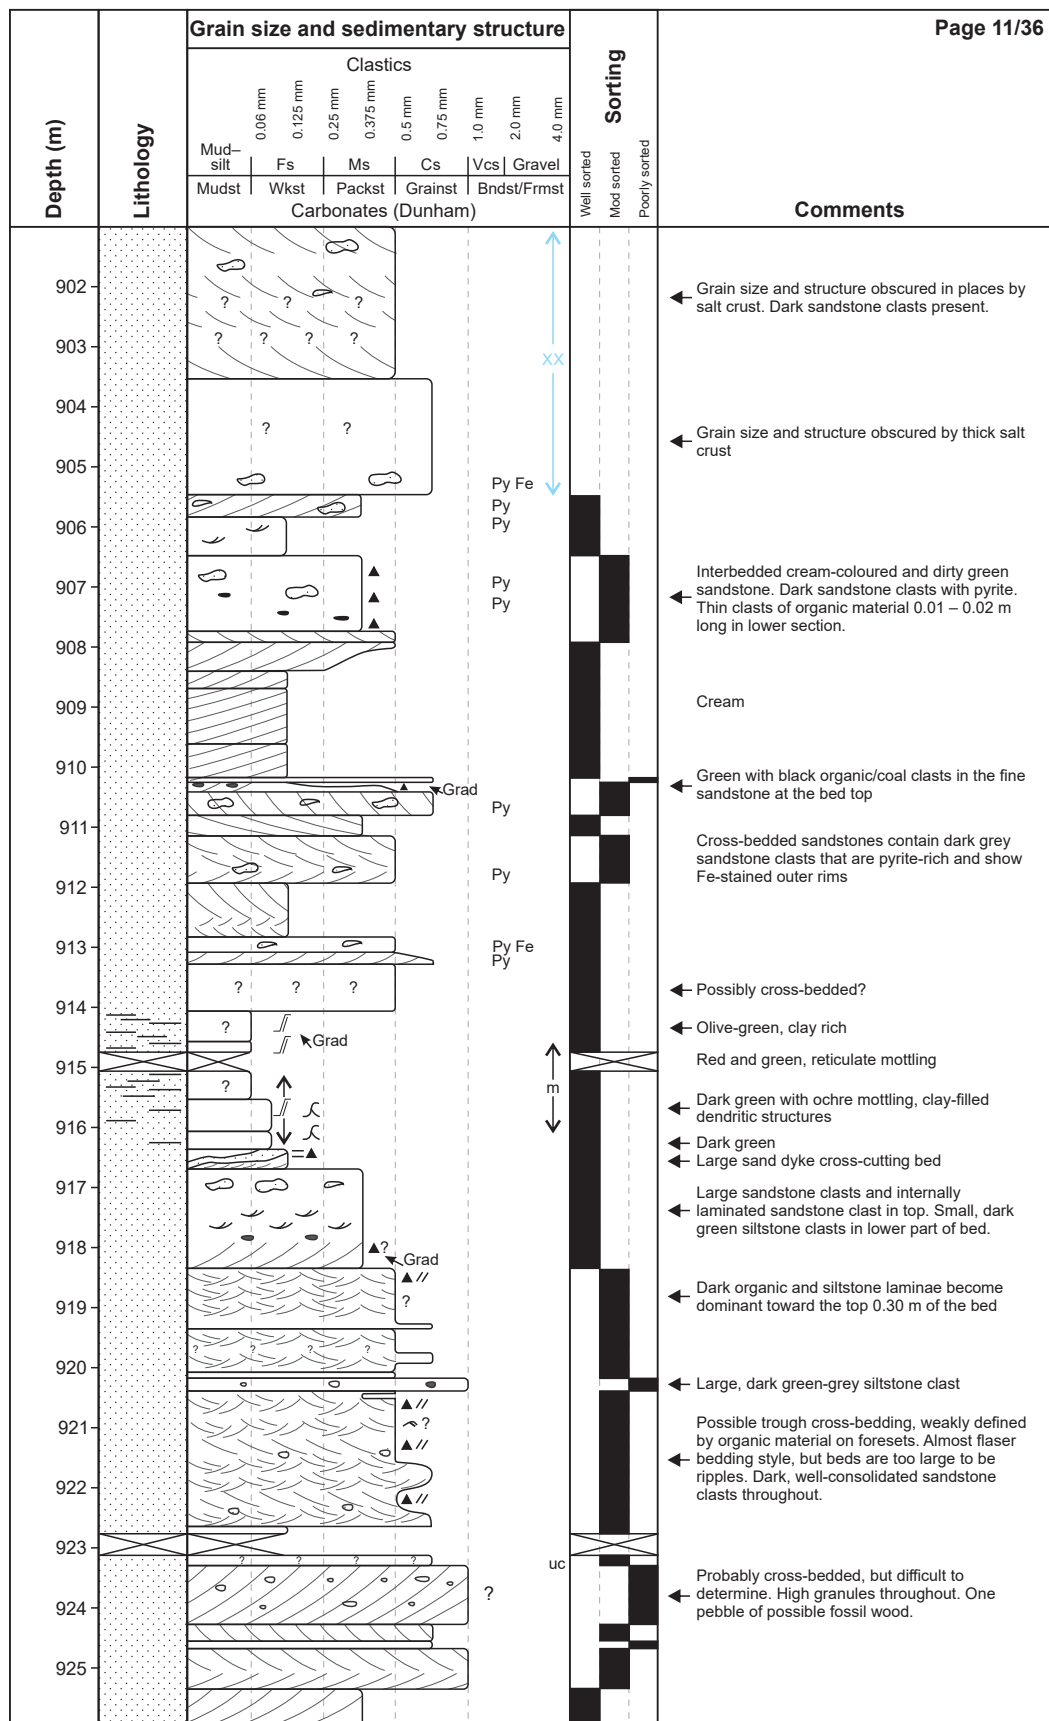 Grain size and sedimentary structure
Page 11/36
Depth (m)
Lithology
Clastics
0.06 mm
0.125 mm
0.25 mm
0.375 mm
0.5 mm
0.75 mm
1.0 mm
2.0 mm
4.0 mm
Mud–
silt
Fs
Ms
Cs
Vcs
Gravel
Mudst
Wkst
Packst
Grainst
Bndst/Frmst
Carbonates (Dunham)
Sorting
Well sorted
Mod sorted
Poorly sorted
Comments
902
? ? ?
Grain size and structure obscured in places by
salt crust. Dark sandstone clasts present.
903
? ? ? ?
XX
904
? ?
Grain size and structure obscured by thick salt
crust
905
Py Fe
Py
906
Py
907
Py
Py
Interbedded cream-coloured and dirty green
sandstone. Dark sandstone clasts with pyrite.
Thin clasts of organic material 0.01 – 0.02 m
long in lower section.
908
909
Cream
910
Grad
Green with black organic/coal clasts in the fine
sandstone at the bed top
Py
911
Cross-bedded sandstones contain dark grey
sandstone clasts that are pyrite-rich and show
Fe-stained outer rims
Py
912
913
Py Fe
Py
? ? ?
Possibly cross-bedded?
914
?
Grad
Olive-green, clay rich
915
Red and green, reticulate mottling
?
m
Dark green with ochre mottling, clay-filled
dendritic structures
916
Dark green
Large sand dyke cross-cutting bed
917
Large sandstone clasts and internally
laminated sandstone clast in top. Small, dark
green siltstone clasts in lower part of bed.
918
?
Grad
919
?
Dark organic and siltstone laminae become
dominant toward the top 0.30 m of the bed
? ? ? ?
920
Large, dark green-grey siltstone clast
921
?
Possible trough cross-bedding, weakly defined
by organic material on foresets. Almost flaser
bedding style, but beds are too large to be
ripples. Dark, well-consolidated sandstone
clasts throughout.
922
923
? ? ? ?
uc
?
Probably cross-bedded, but difficult to
determine. High granules throughout. One
pebble of possible fossil wood.
924
925